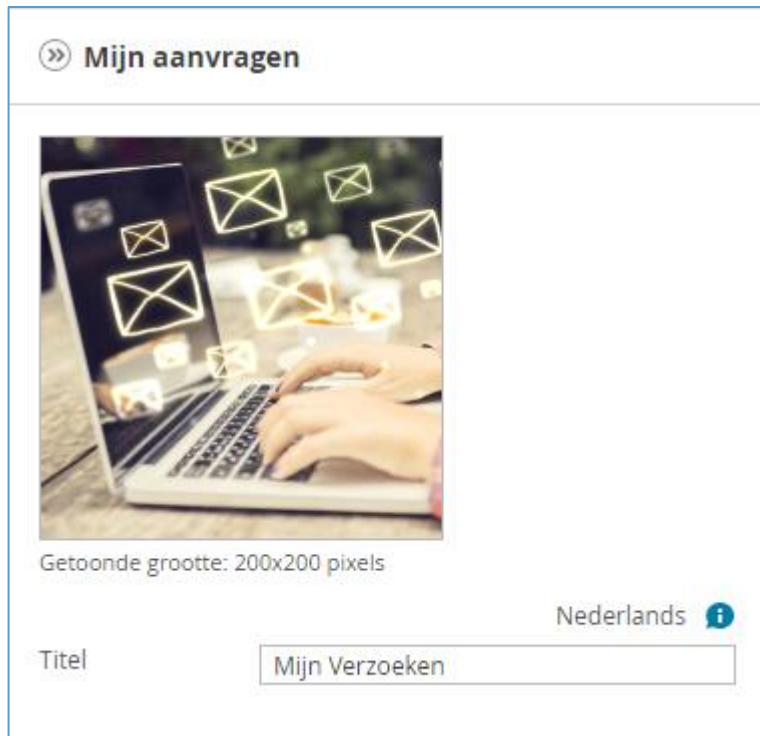 Mijn aanvragen
Getoonde grootte: 200x200 pixels
Nederlands
Titel
Mijn Verzoeken